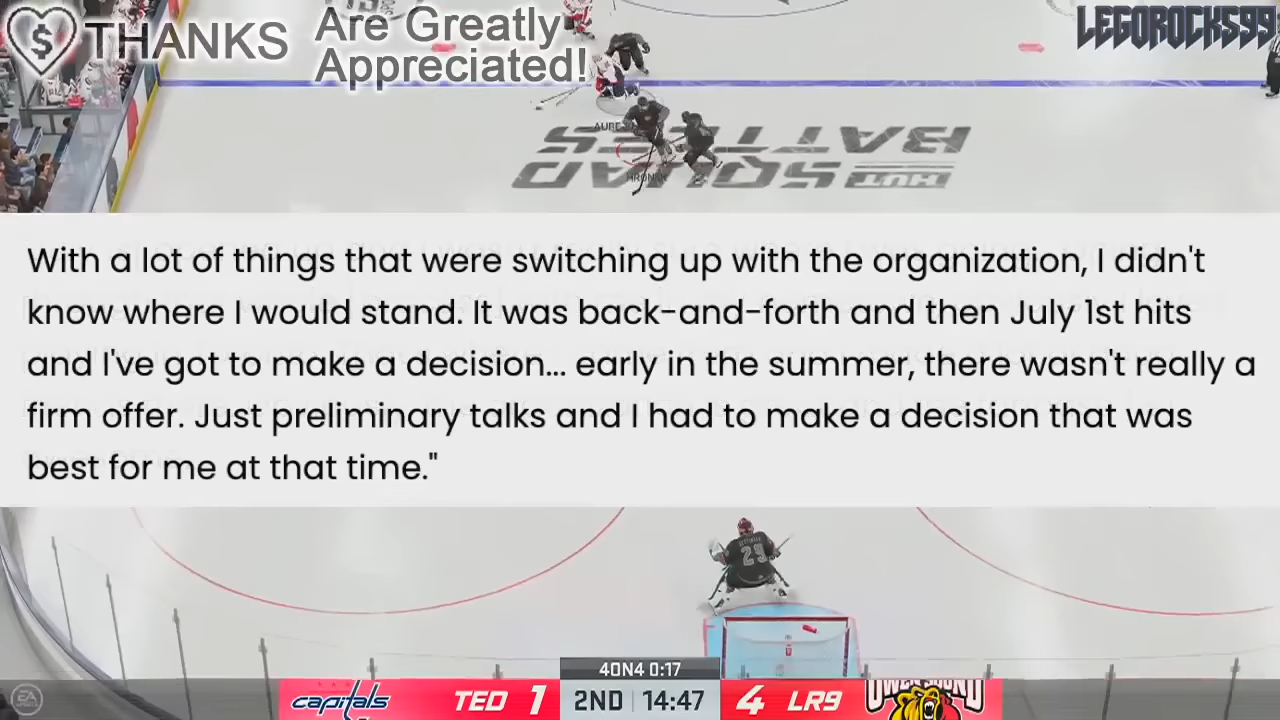 $ THANKS
Are Greatly
Appreciated!
LEGOROCKS99
HUT
SQUAD
BATTLES
With a lot of things that were switching up with the organization, I didn't
know where I would stand. It was back-and-forth and then July 1st hits
and I've got to make a decision... early in the summer, there wasn't really a
firm offer. Just preliminary talks and I had to make a decision that was
best for me at that time."
29
4ON4 0:17
EA
capitals TED 1 2ND 14:47 4 LR9 OWEN SOUND